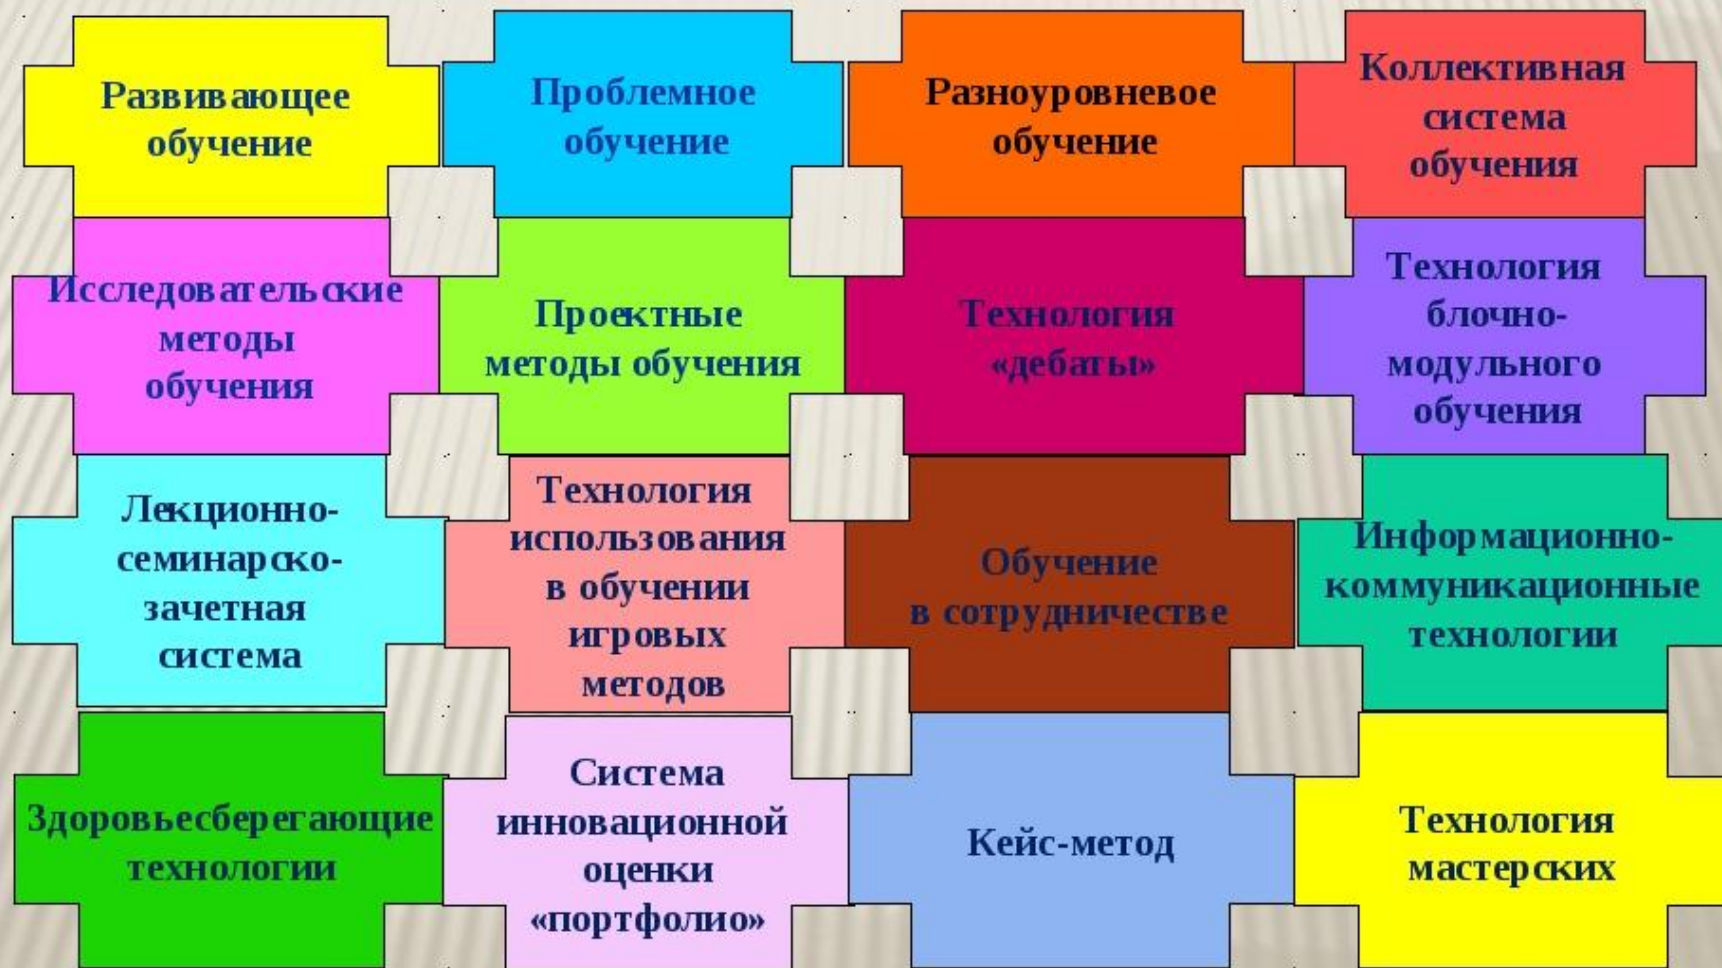 Развивающее
обучение
Проблемное
обучение
Разноуровневое
обучение
Коллективная
система
обучения
Исследовательские
методы
обучения
Проектные
методы обучения
Технология
«дебаты»
Технология
блочно-
модульного
обучения
Лекционно-
семинарско-
зачетная
система
Технология
использования
в обучении
игровых
методов
Обучение
в сотрудничестве
Информационно-
коммуникационные
технологии
Здоровьесберегающие
технологии
Система
инновационной
оценки
«портфолио»
Кейс-метод
Технология
мастерских